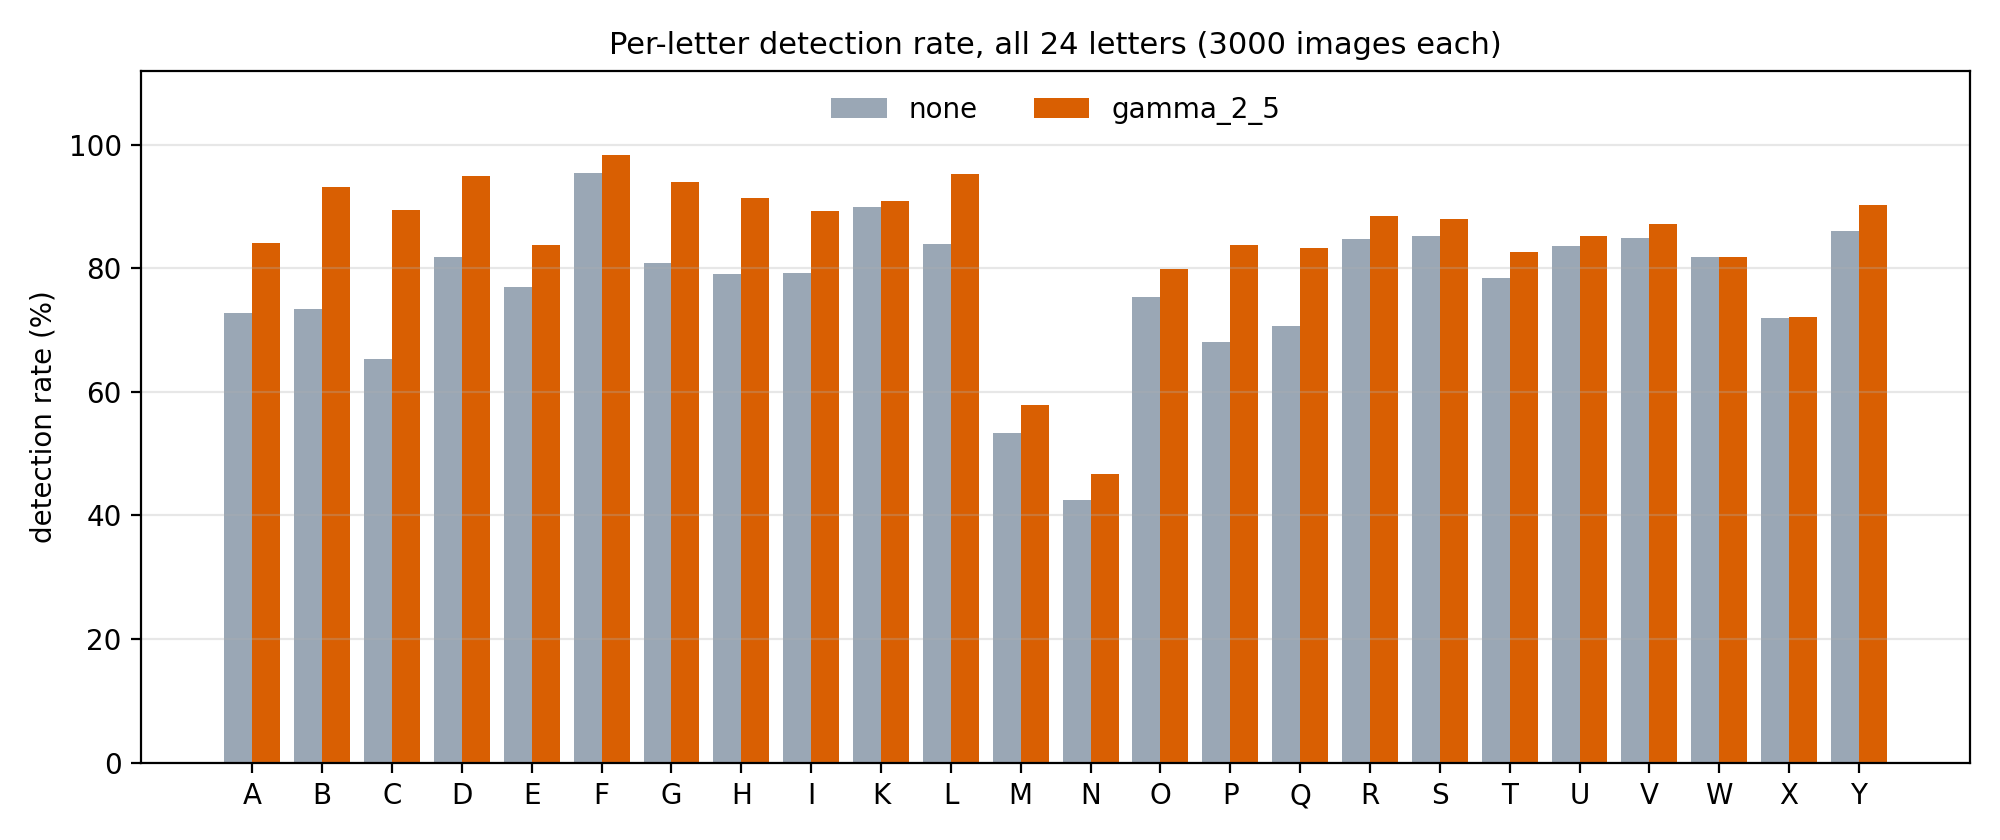 Per-letter detection rate, all 24 letters (3000 images each)
none gamma_2_5
detection rate (%)
100
80
60
40
20
0
A B C D E F G H I K L M N O P Q R S T U V W X Y